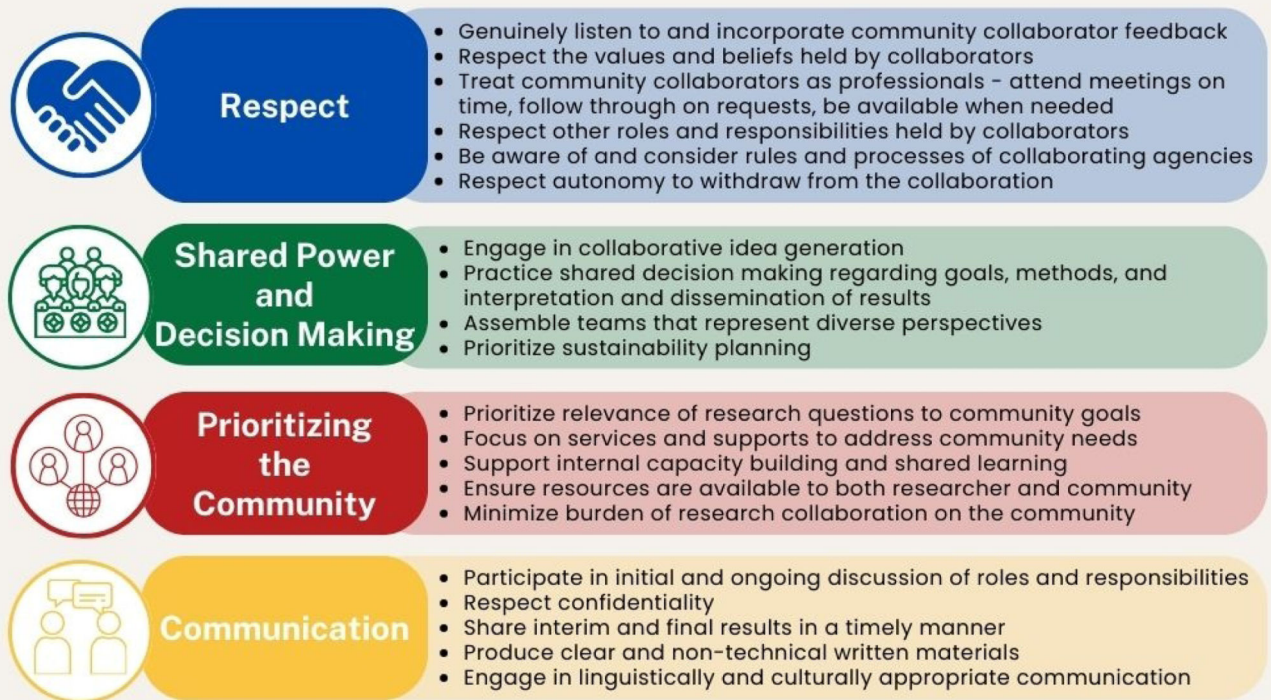 Respect
• Genuinely listen to and incorporate community collaborator feedback
• Respect the values and beliefs held by collaborators
• Treat community collaborators as professionals - attend meetings on
time, follow through on requests, be available when needed
• Respect other roles and responsibilities held by collaborators
• Be aware of and consider rules and processes of collaborating agencies
• Respect autonomy to withdraw from the collaboration
Shared Power
and
Decision Making
• Engage in collaborative idea generation
• Practice shared decision making regarding goals, methods, and
interpretation and dissemination of results
• Assemble teams that represent diverse perspectives
• Prioritize sustainability planning
Prioritizing
the
Community
• Prioritize relevance of research questions to community goals
• Focus on services and supports to address community needs
• Support internal capacity building and shared learning
• Ensure resources are available to both researcher and community
• Minimize burden of research collaboration on the community
Communication
• Participate in initial and ongoing discussion of roles and responsibilities
• Respect confidentiality
• Share interim and final results in a timely manner
• Produce clear and non-technical written materials
• Engage in linguistically and culturally appropriate communication